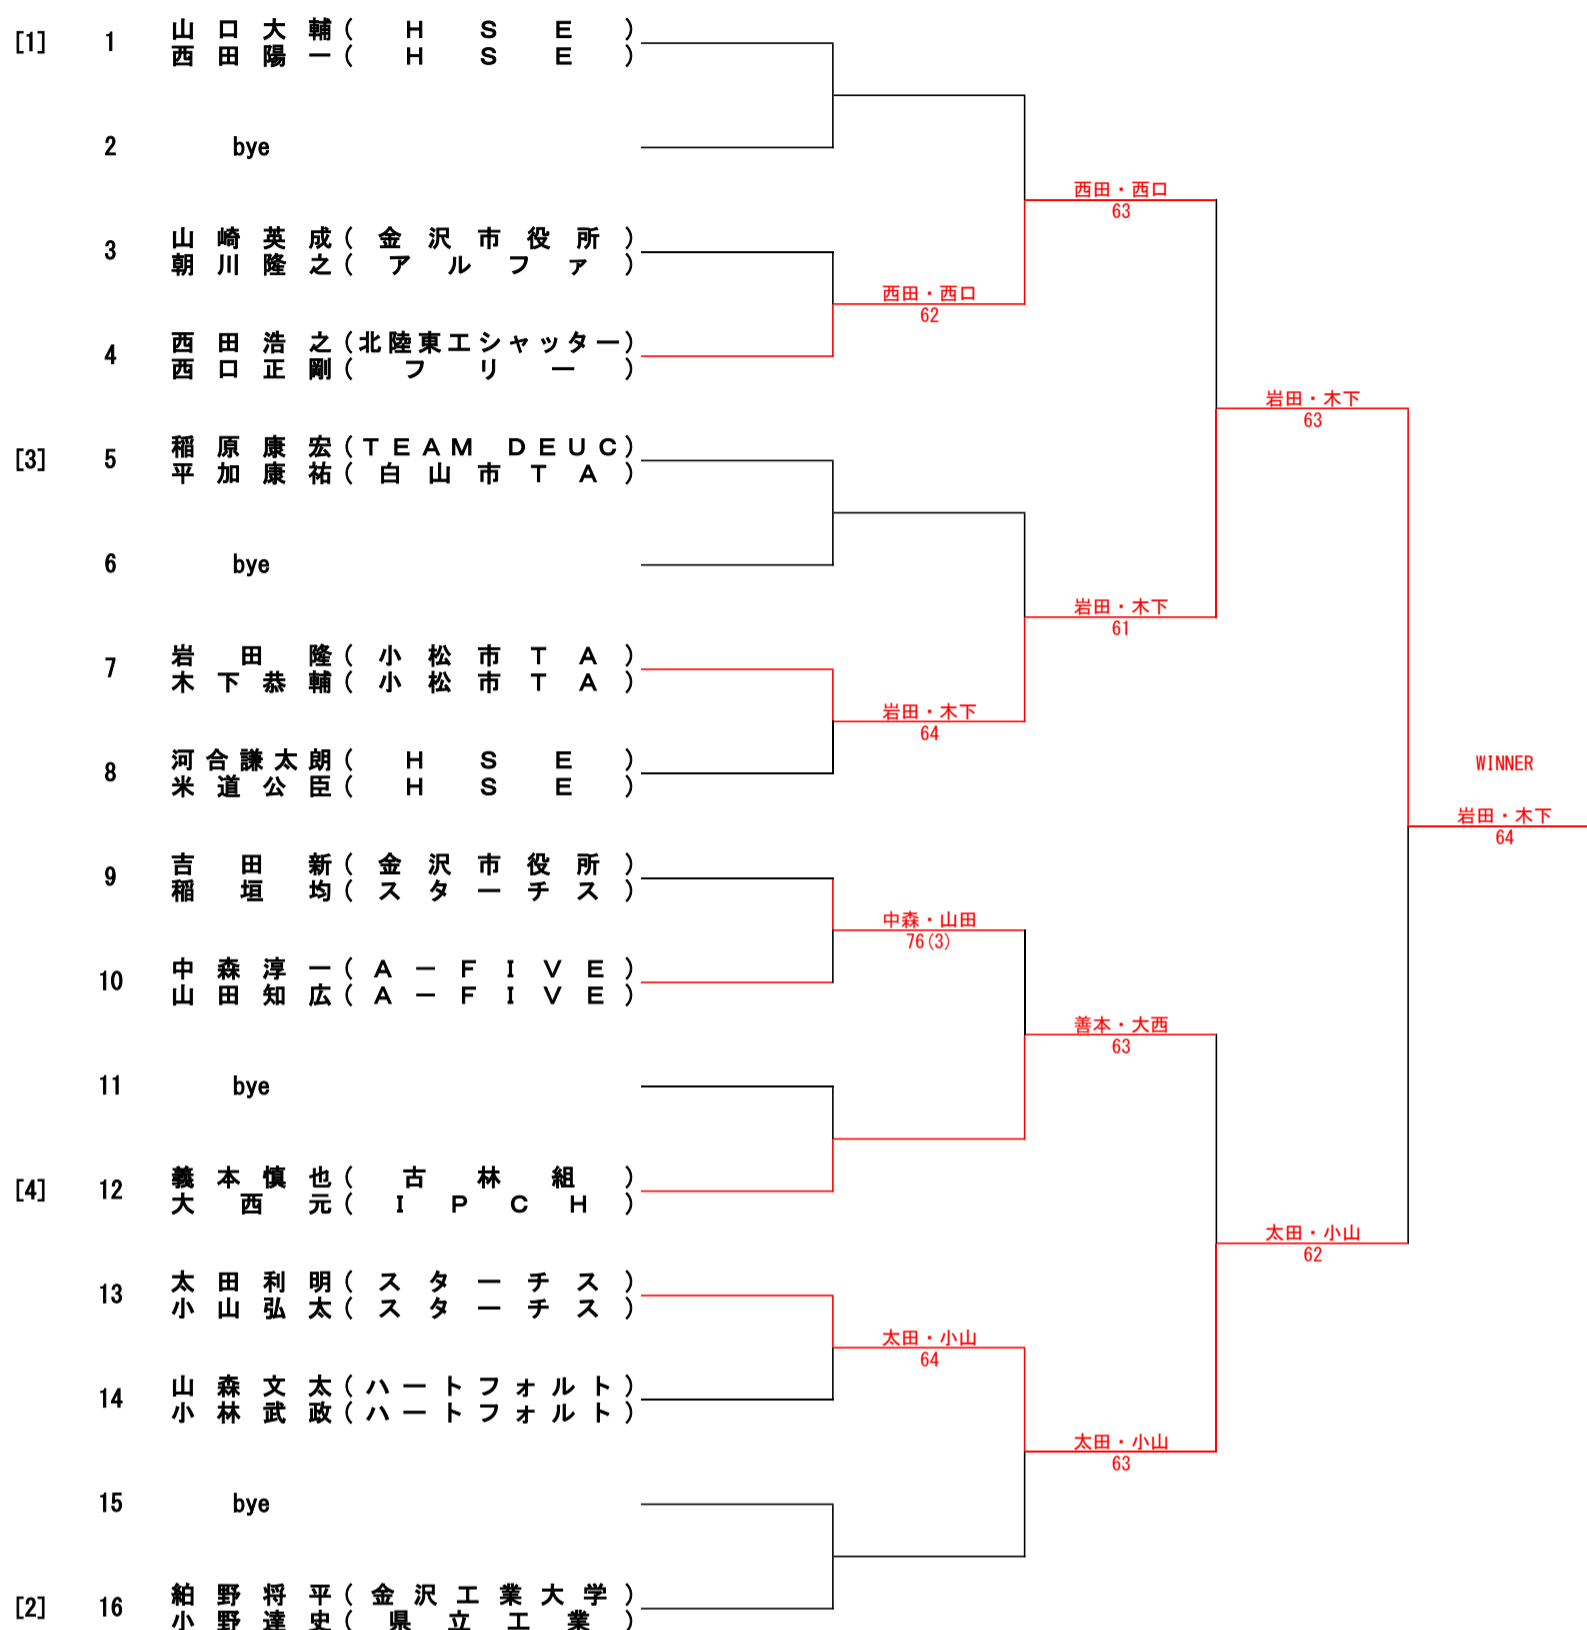 [1] 1 山口大輔(HSE)
西田陽一(HSE)
2 bye
西田・西口
63
3 山崎英成(金沢市役所)
朝川隆之(アルファ)
西田・西口
62
4 西田浩之(北陸東工シャッター)
西口正剛(フリー)
岩田・木下
63
[3] 5 稲原康宏(TEAM DEUC)
平加康祐(白山市TA)
6 bye
岩田・木下
61
7 岩田隆(小松市TA)
木下恭輔(小松市TA)
岩田・木下
64
8 河合謙太朗(HSE)
米道公臣(HSE)
WINNER
岩田・木下
64
9 吉田新(金沢市役所)
稲垣均(スターチス)
中森・山田
76(3)
10 中森淳一(A-FIVE)
山田知広(A-FIVE)
善本・大西
63
11 bye
[4] 12 義本慎也(古林組)
大西元(IPCH)
太田・小山
62
13 太田利明(スターチス)
小山弘太(スターチス)
太田・小山
64
14 山森文太(ハートフォルト)
小林武政(ハートフォルト)
太田・小山
63
15 bye
[2] 16 紿野将平(金沢工業大学)
小野達史(県立工業)